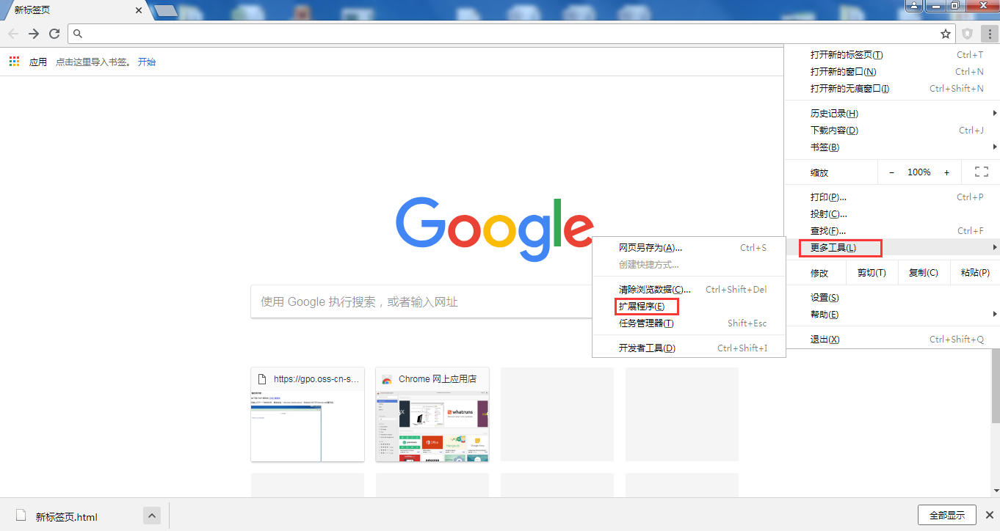 新标签页
应用 点击这里导入书签。 开始
打开新的标签页(T) Ctrl+T
打开新的窗口(N) Ctrl+N
打开新的无痕窗口(I) Ctrl+Shift+N
历史记录(H)
下载内容(D) Ctrl+J
书签(B)
缩放 - 100% +
打印(P)... Ctrl+P
投射(C)...
查找(F)... Ctrl+F
更多工具(L)
修改 剪切(T) 复制(C) 粘贴(P)
设置(S)
帮助(E)
退出(X) Ctrl+Shift+Q
Google
网页另存为(A)... Ctrl+S
创建快捷方式...
清除浏览数据(C)... Ctrl+Shift+Del
扩展程序(E)
任务管理器(T) Shift+Esc
开发者工具(D) Ctrl+Shift+I
使用 Google 执行搜索，或者输入网址
https://gpo.oss-cn-s...
Chrome 网上应用店
whatruns
Office
Hangouts
amazon
新标签页.html
全部显示